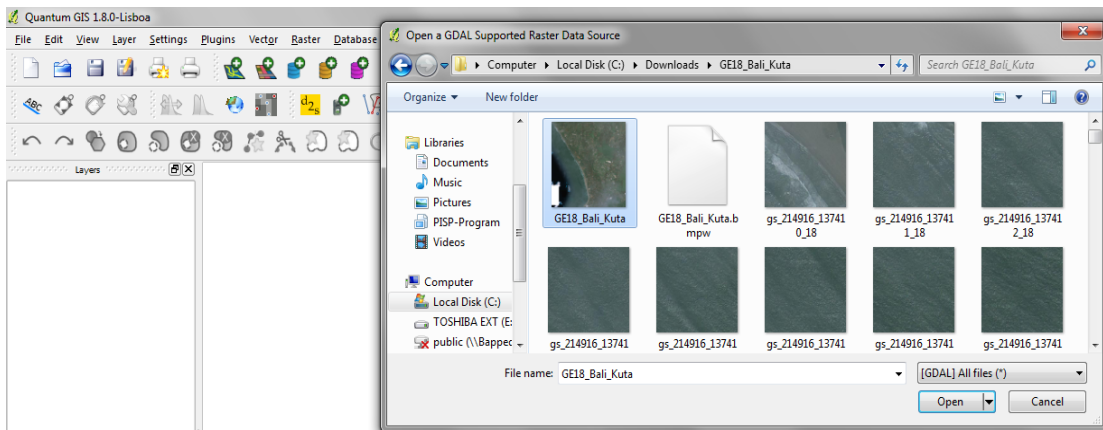 Quantum GIS 1.8.0-Lisboa
File Edit View Layer Settings Plugins Vector Raster Database
ABC
d2s
Layers
Open a GDAL Supported Raster Data Source
Computer Local Disk (C:) Downloads GE18_Bali_Kuta
Search GE18_Bali_Kuta
Organize New folder
Libraries
Documents
Music
Pictures
PISP-Program
Videos
Computer
Local Disk (C:)
TOSHIBA EXT (E:
public (\\Bapped
GE18_Bali_Kuta
GE18_Bali_Kuta.b
mpw
gs_214916_13741
0_18
gs_214916_13741
1_18
gs_214916_13741
2_18
gs_214916_13741
gs_214916_13741
gs_214916_13741
gs_214916_13741
gs_214916_13741
File name: GE18_Bali_Kuta
[GDAL] All files (*)
Open Cancel